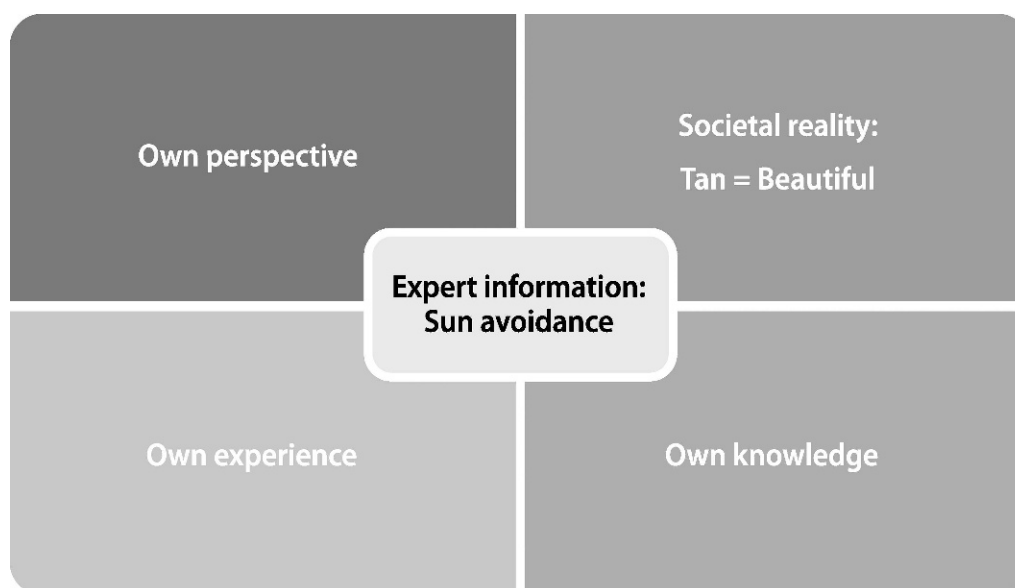 Own perspective
Societal reality:
Tan = Beautiful
Expert information:
Sun avoidance
Own experience
Own knowledge